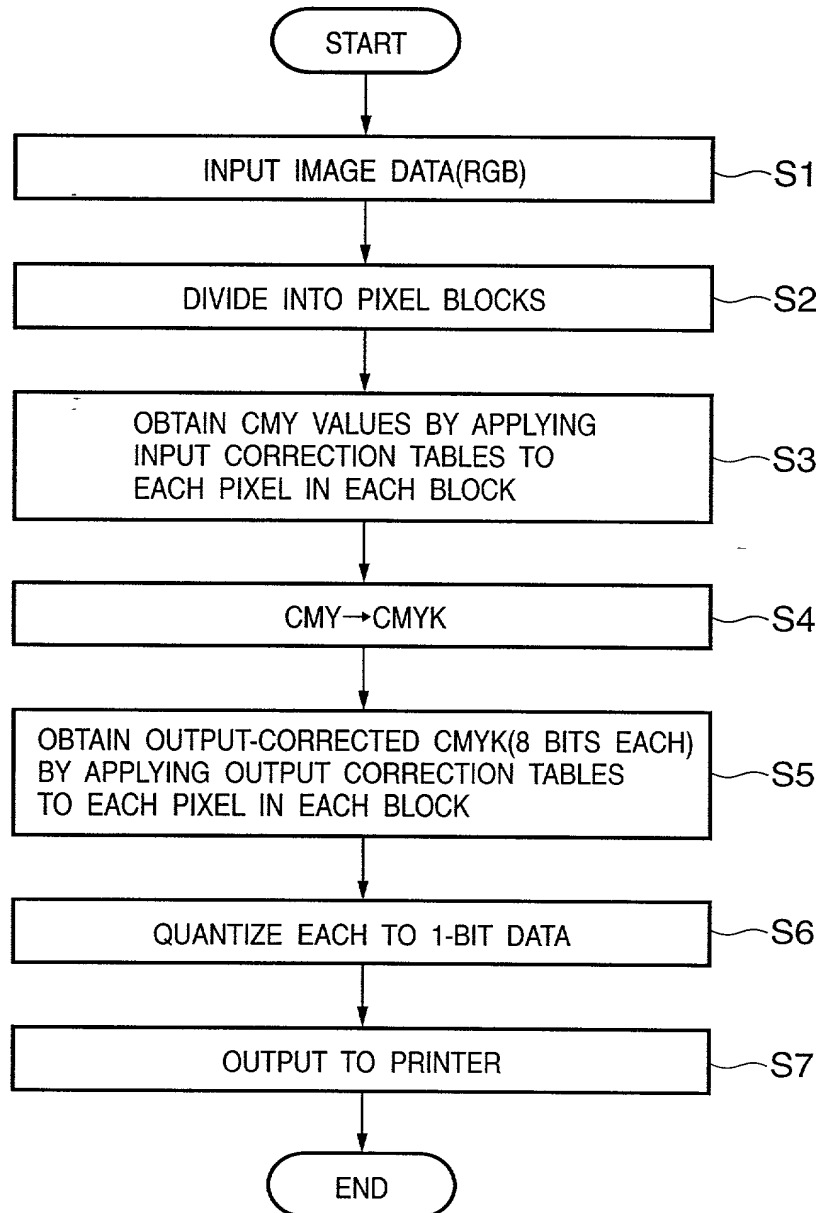 START
INPUT IMAGE DATA(RGB)
S1
DIVIDE INTO PIXEL BLOCKS
S2
OBTAIN CMY VALUES BY APPLYING
INPUT CORRECTION TABLES TO
EACH PIXEL IN EACH BLOCK
S3
CMY→CMYK
S4
OBTAIN OUTPUT-CORRECTED CMYK(8 BITS EACH)
BY APPLYING OUTPUT CORRECTION TABLES
TO EACH PIXEL IN EACH BLOCK
S5
QUANTIZE EACH TO 1-BIT DATA
S6
OUTPUT TO PRINTER
S7
END